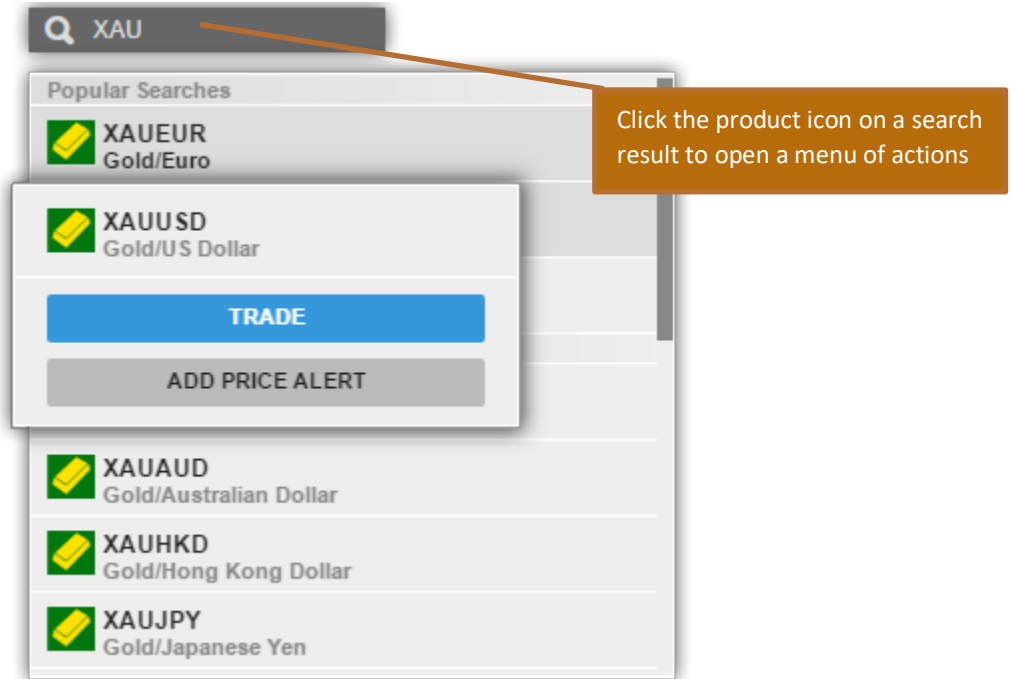 XAU
Popular Searches
XAUEUR
Gold/Euro
Click the product icon on a search
result to open a menu of actions
XAUUSD
Gold/US Dollar
TRADE
ADD PRICE ALERT
XAUAUD
Gold/Australian Dollar
XAUHKD
Gold/Hong Kong Dollar
XAUJPY
Gold/Japanese Yen